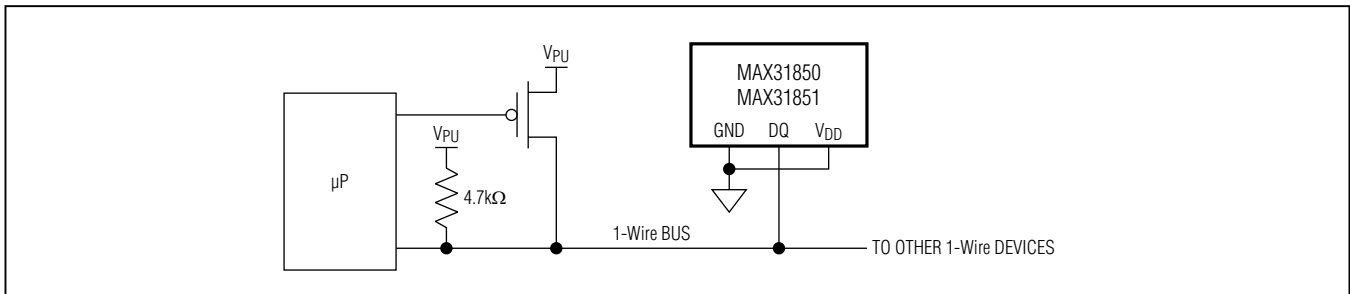 VPU
MAX31850
MAX31851
GND DQ VDD
VPU
µP
4.7kΩ
1-Wire BUS
TO OTHER 1-Wire DEVICES